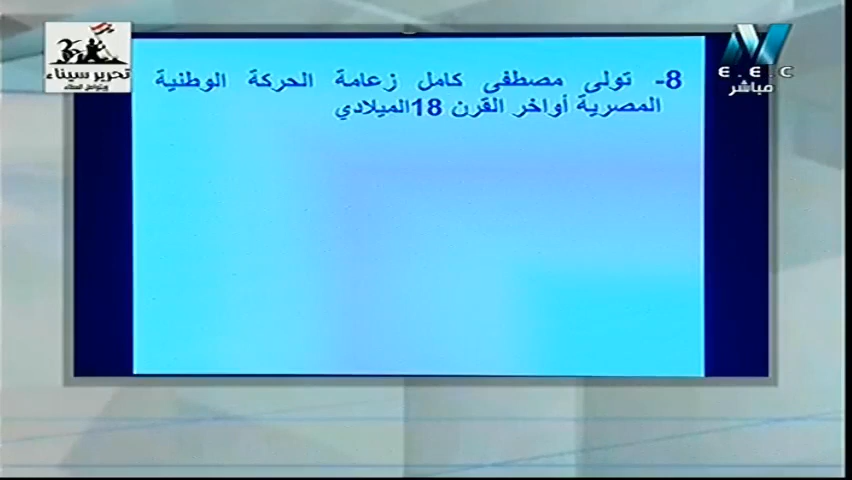 تحرير سيناء
E.E.C
مباشر
8- تولى مصطفى كامل زعامة الحركة الوطنية
المصرية أواخر القرن 18الميلادي